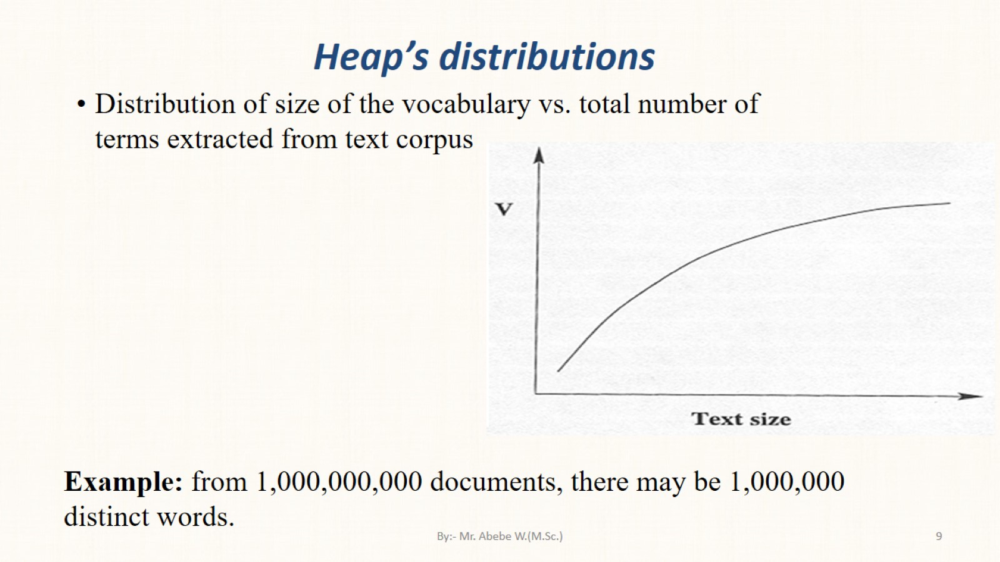 Heap’s distributions
• Distribution of size of the vocabulary vs. total number of
terms extracted from text corpus
V
Text size
Example: from 1,000,000,000 documents, there may be 1,000,000
distinct words.
By:- Mr. Abebe W.(M.Sc.)
9